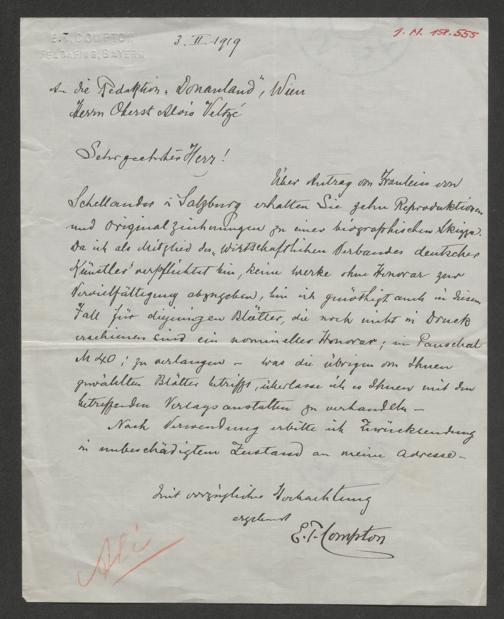 E.T. COMPTON
FELDAFING, BAYERN
J. N. 158.555
3. II. 1919
An die Redaktion „Donauland", Wien
Herrn Oberst Alois Veltzé
Sehr geehrter Herr!
Über Antrag von Fräulein von
Schellander in Salzburg erhalten Sie zehn Reproduktionen
und Originalzeichnungen zu einer biographischen Skizze.
Da ich als Mitglied des „Wirtschaftlichen Verbandes deutscher
Künstler" verpflichtet bin, keine Werke ohne Honorar zur
Vervielfältigung abzugeben, bin ich genöthigt auch in diesem
Fall für diejenigen Blätter, die noch nicht in Druck
erschienen sind ein nominelles Honorar; in Pauschal
M 40; zu verlangen – was die übrigen von Ihnen
gewählten Blätter betrifft, überlasse ich es Ihnen mit den
betreffenden Verlagsanstalten zu verhandeln –
Nach Verwendung erbitte ich Zurücksendung
in unbeschädigtem Zustand an meine Adresse –
mit vorzüglicher Hochachtung
ergebenst
E.T. Compton